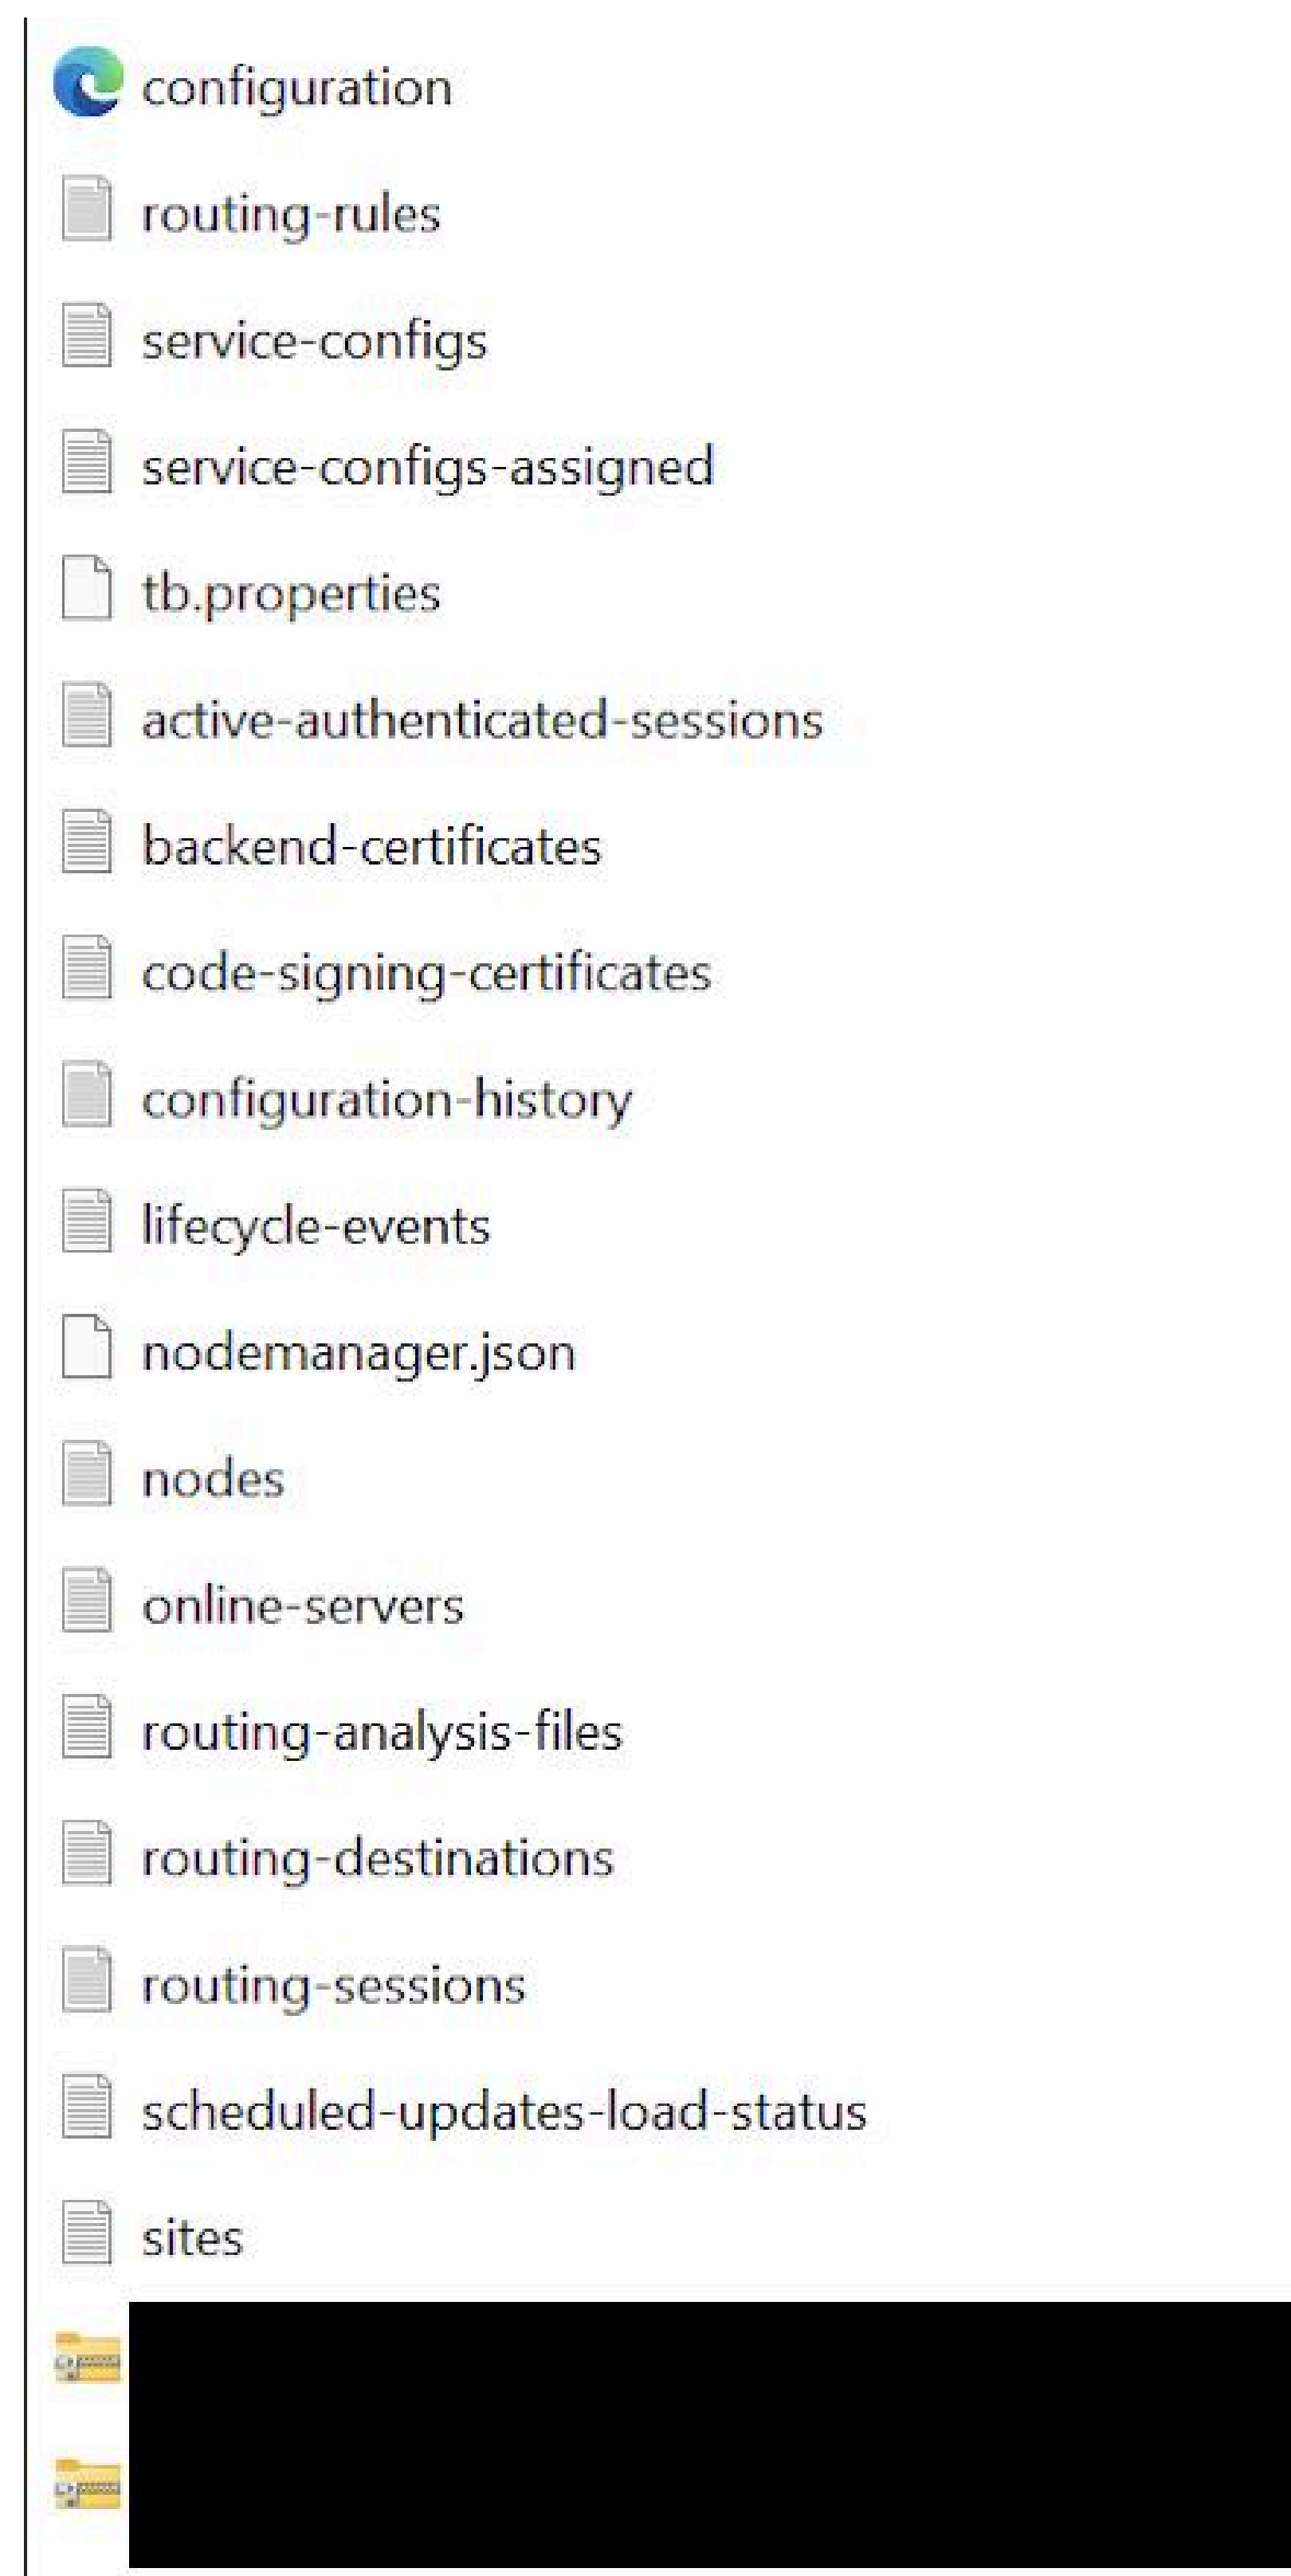 configuration
routing-rules
service-configs
service-configs-assigned
tb.properties
active-authenticated-sessions
backend-certificates
code-signing-certificates
configuration-history
lifecycle-events
nodemanager.json
nodes
online-servers
routing-analysis-files
routing-destinations
routing-sessions
scheduled-updates-load-status
sites